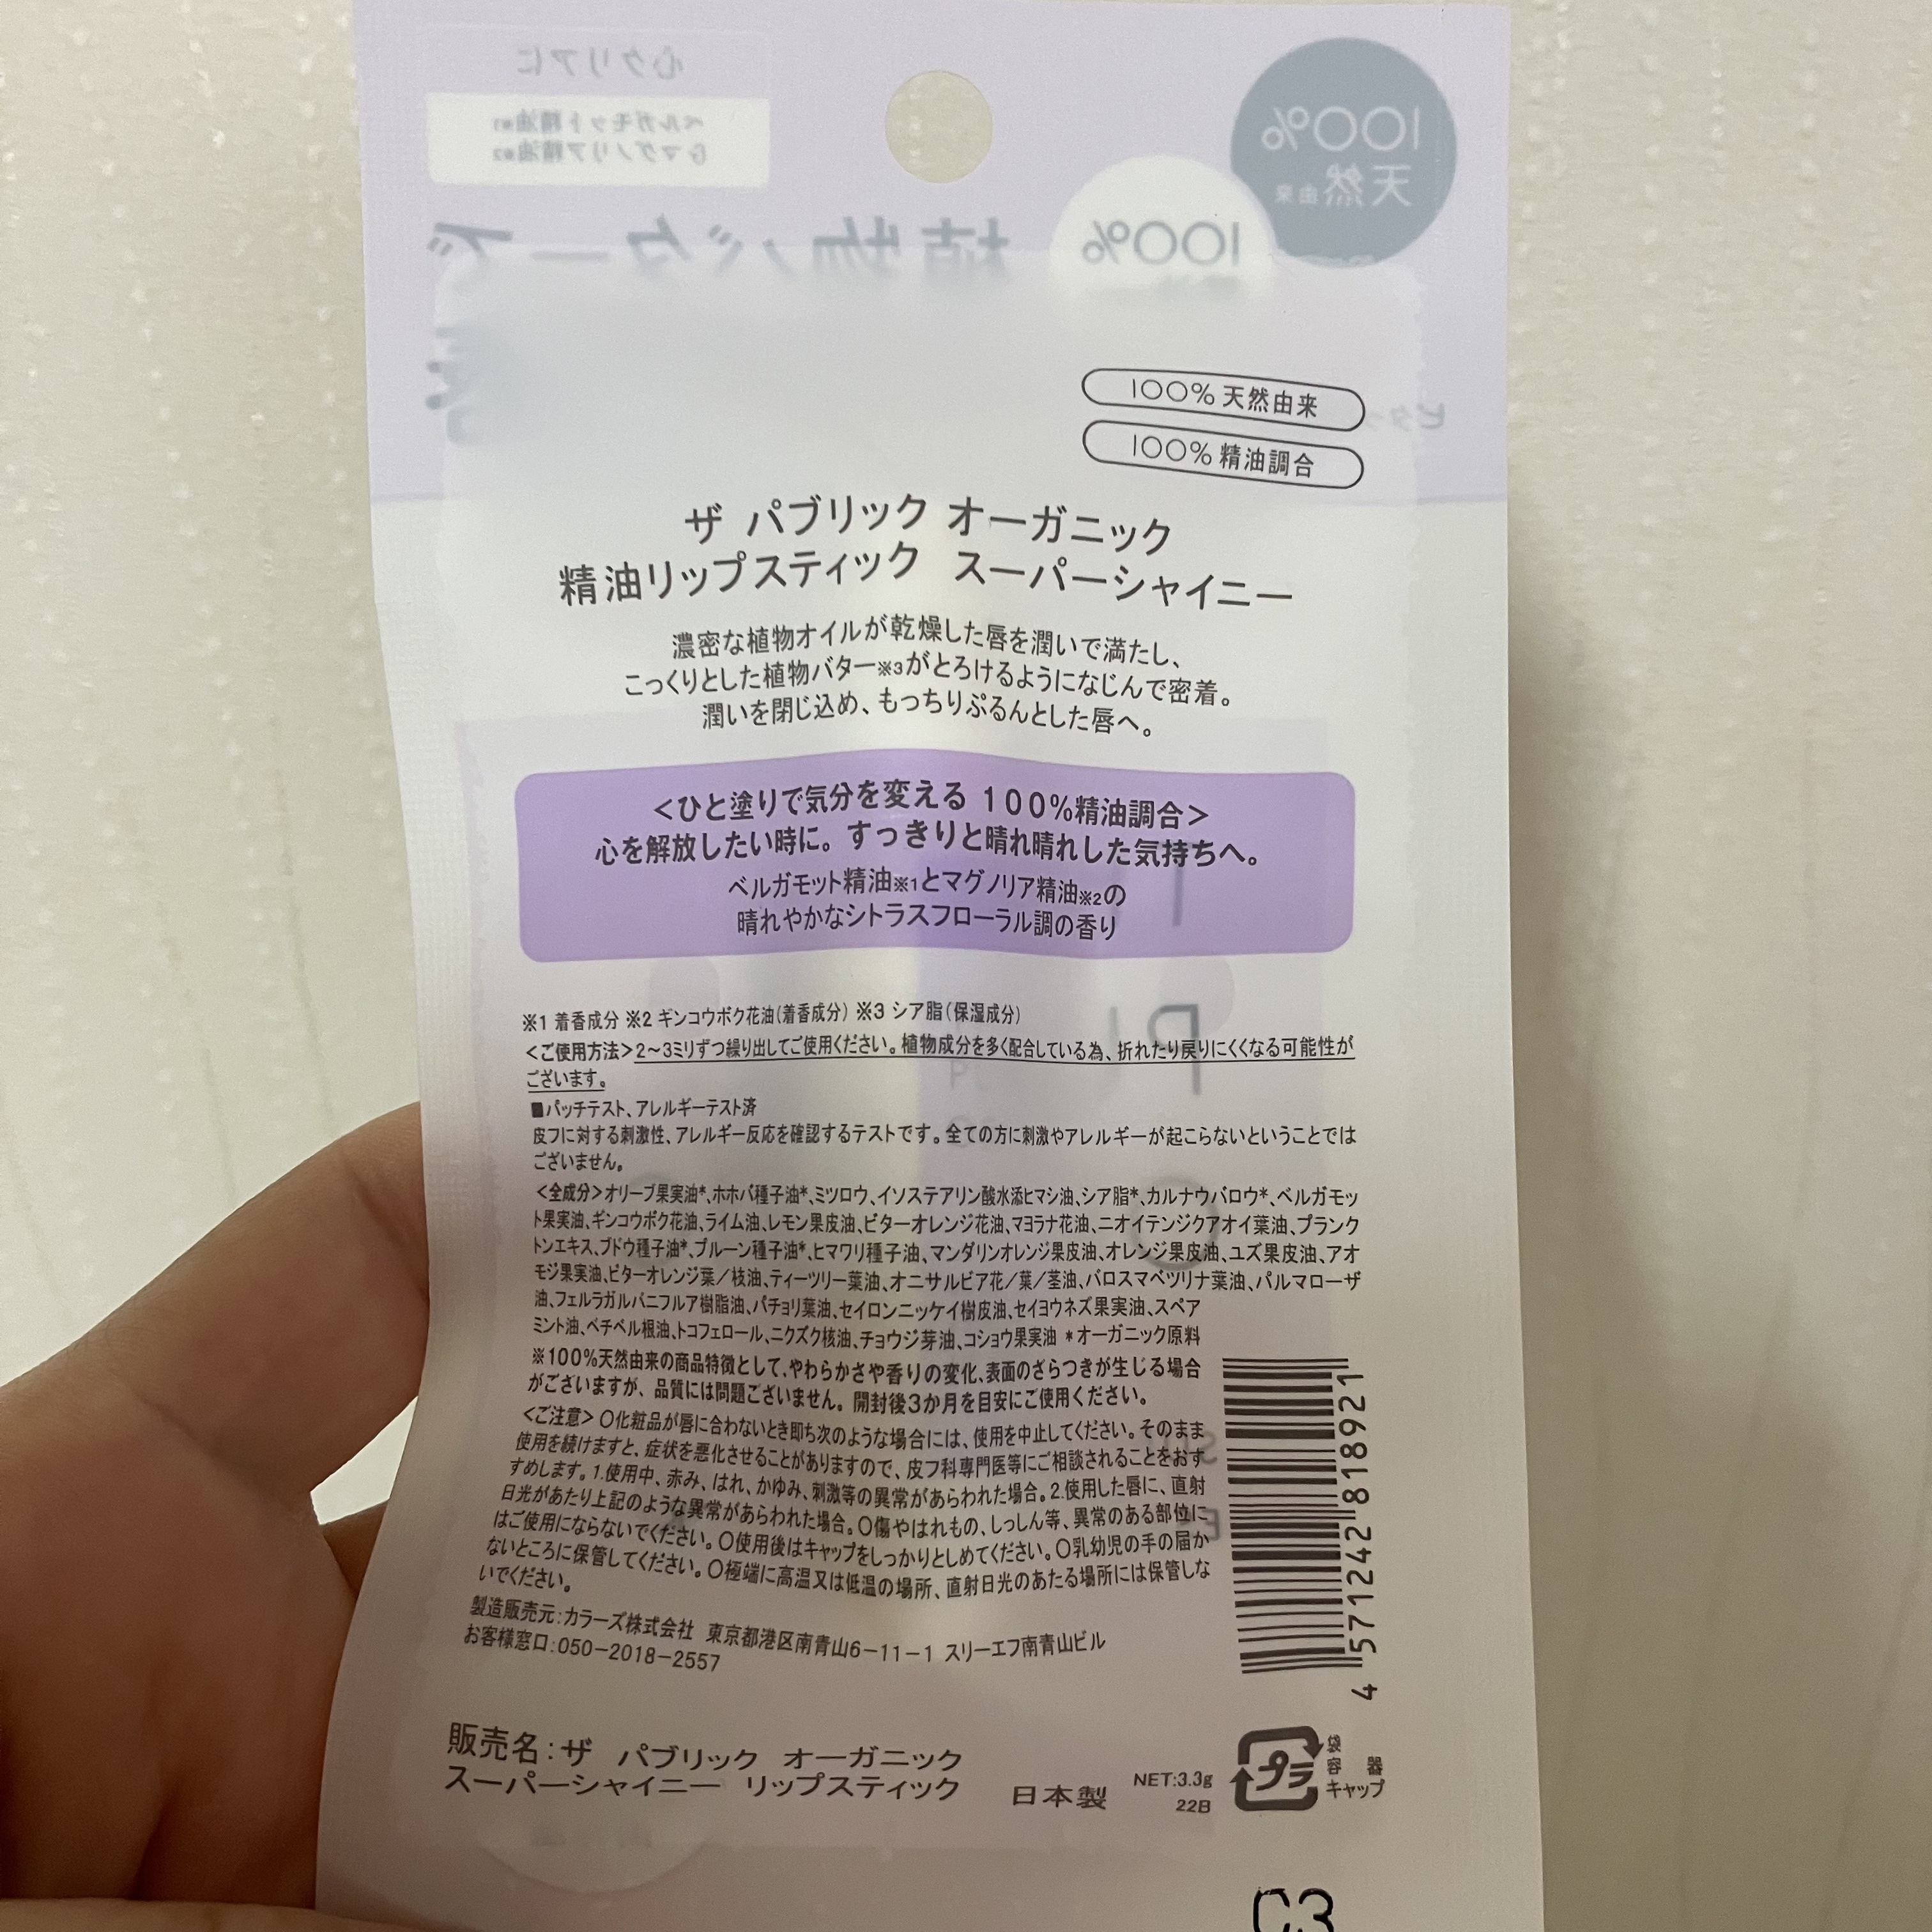 100% 天然由来
100% 精油調合
ザ パブリック オーガニック
精油リップスティック スーパーシャイニー
濃密な植物オイルが乾燥した唇を潤いで満たし、
こっくりとした植物バター※3がとろけるようになじんで密着。
潤いを閉じ込め、もっちりぷるんとした唇へ。
<ひと塗りで気分を変える 100%精油調合>
心を解放したい時に。すっきりと晴れ晴れした気持ちへ。
ベルガモット精油※1とマグノリア精油※2の
晴れやかなシトラスフローラル調の香り
※1 着香成分 ※2 ギンコウボク花油(着香成分) ※3 シア脂(保湿成分)
<ご使用方法>2～3ミリずつ繰り出してご使用ください。植物成分を多く配合している為、折れたり戻りにくくなる可能性が
ございます。
■パッチテスト、アレルギーテスト済
皮フに対する刺激性、アレルギー反応を確認するテストです。全ての方に刺激やアレルギーが起こらないということでは
ございません。
<全成分>オリーブ果実油*、ホホバ種子油*、ミツロウ、イソステアリン酸水添ヒマシ油、シア脂*、カルナウバロウ*、ベルガモッ
ト果実油、ギンコウボク花油、ライム油、レモン果皮油、ビターオレンジ花油、マヨラナ花油、ニオイテンジクアオイ葉油、プランク
トンエキス、ブドウ種子油*、プルーン種子油*、ヒマワリ種子油、マンダリンオレンジ果皮油、オレンジ果皮油、ユズ果皮油、アオ
モジ果実油、ビターオレンジ葉／枝油、ティーツリー葉油、オニサルビア花／葉／茎油、バロスマベツリナ葉油、パルマローザ
油、フェルラガルバニフルア樹脂油、パチョリ葉油、セイロンニッケイ樹皮油、セイヨウネズ果実油、スペア
ミント油、ベチベル根油、トコフェロール、ニクズク核油、チョウジ芽油、コショウ果実油 *オーガニック原料
※100%天然由来の商品特徴として、やわらかさや香りの変化、表面のざらつきが生じる場合
がございますが、品質には問題ございません。開封後3か月を目安にご使用ください。
<ご注意> ○化粧品が唇に合わないとき即ち次のような場合には、使用を中止してください。そのまま
使用を続けますと、症状を悪化させることがありますので、皮フ科専門医等にご相談されることをおす
すめします。1.使用中、赤み、はれ、かゆみ、刺激等の異常があらわれた場合。2.使用した唇に、直射
日光があたり上記のような異常があらわれた場合。○傷やはれもの、しっしん等、異常のある部位に
はご使用にならないでください。○使用後はキャップをしっかりとしめてください。○乳幼児の手の届か
ないところに保管してください。○極端に高温又は低温の場所、直射日光のあたる場所には保管しな
いでください。
製造販売元:カラーズ株式会社 東京都港区南青山6-11-1 スリーエフ南青山ビル
お客様窓口:050-2018-2557
4 571242 818921
販売名:ザ パブリック オーガニック
スーパーシャイニー リップスティック
日本製
NET:3.3g
22B
プラ
袋
容器
キャップ
C3